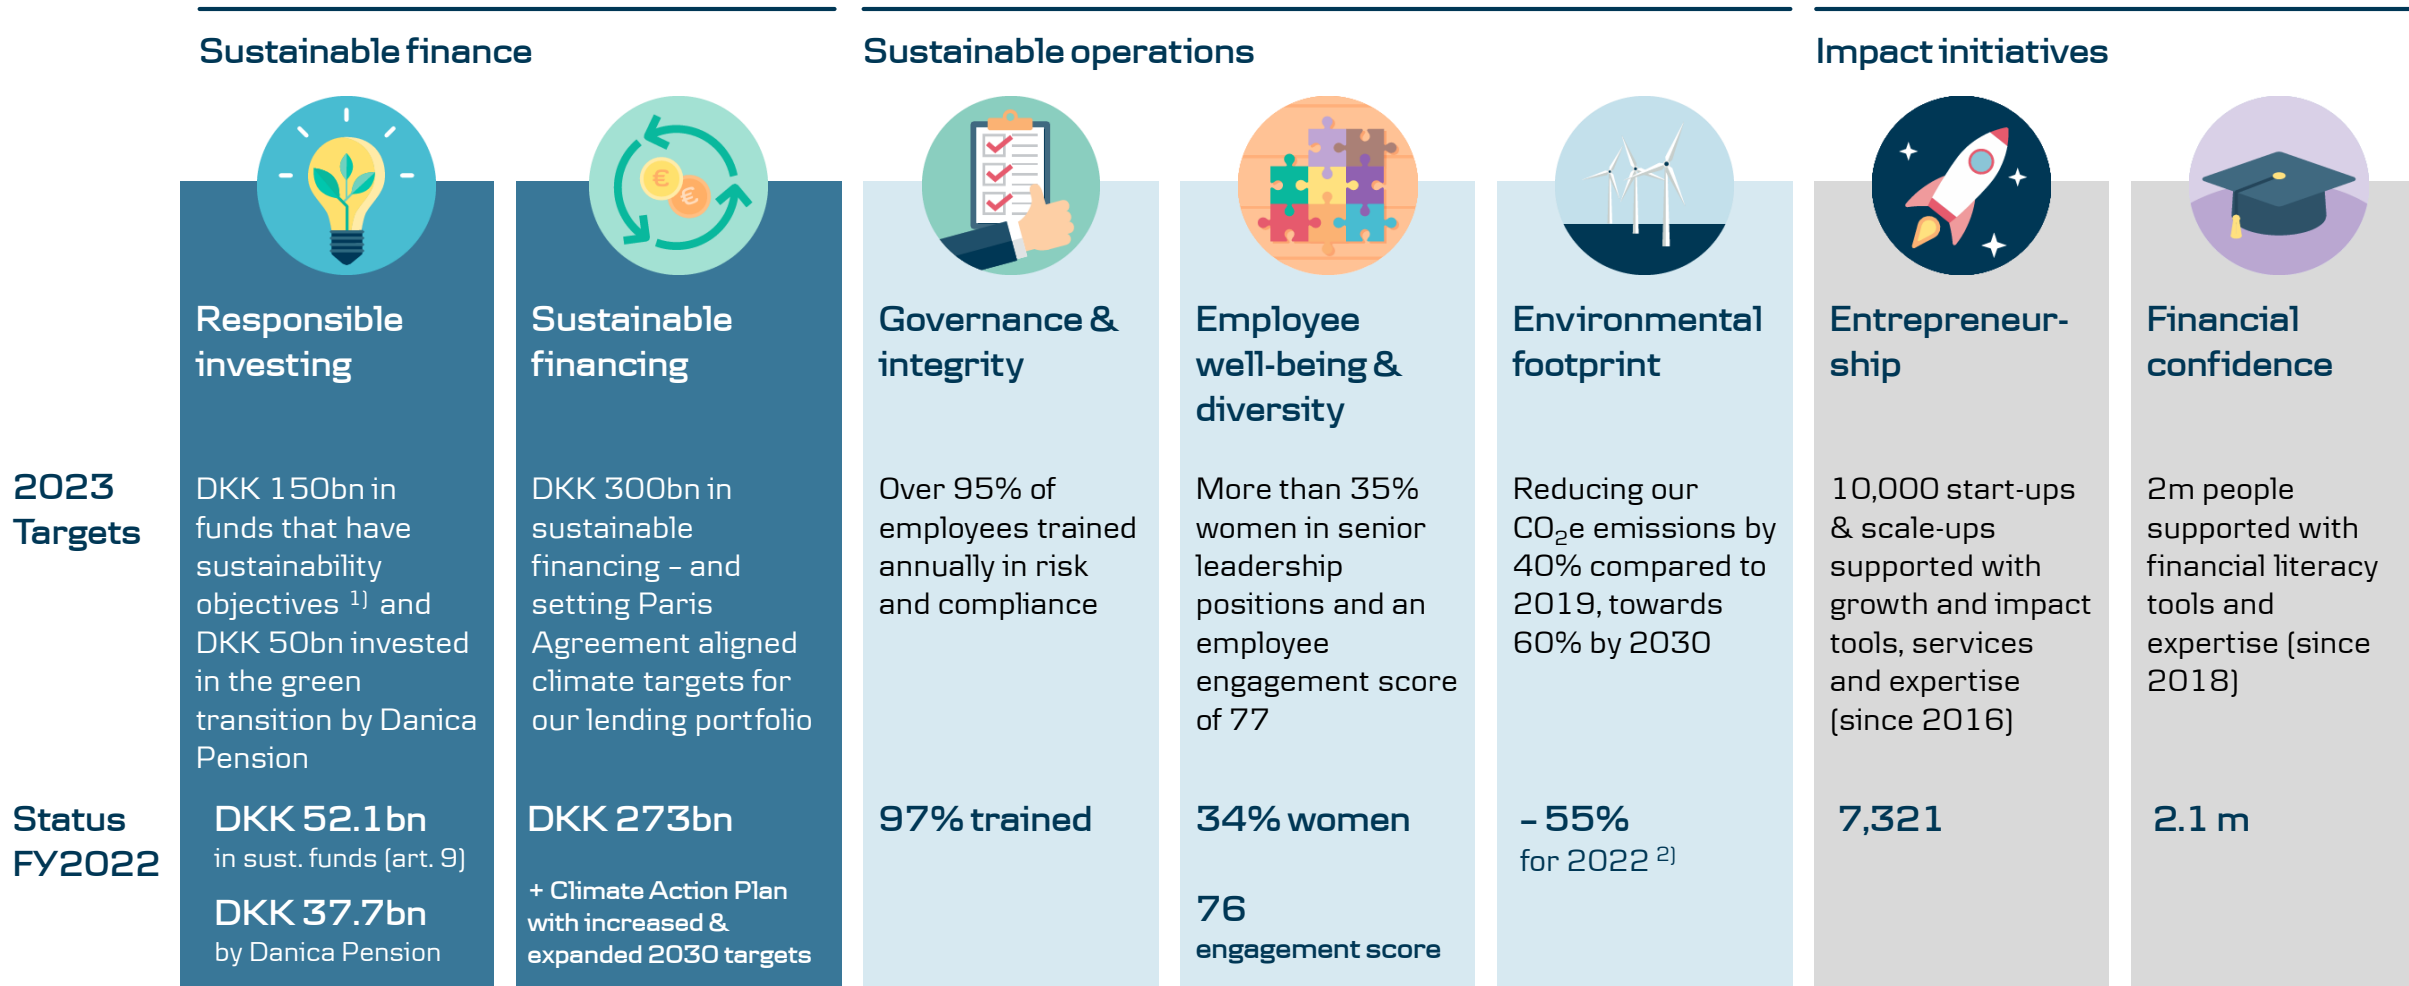 Sustainable finance
Sustainable operations
Impact initiatives
Responsible
investing
Sustainable
financing
Governance &
integrity
Employee
well-being &
diversity
Environmental
footprint
Entrepreneur-
ship
Financial
confidence
2023
Targets
DKK 150bn in
funds that have
sustainability
objectives 1) and
DKK 50bn invested
in the green
transition by Danica
Pension
DKK 300bn in
sustainable
financing – and
setting Paris
Agreement aligned
climate targets for
our lending portfolio
Over 95% of
employees trained
annually in risk
and compliance
More than 35%
women in senior
leadership
positions and an
employee
engagement score
of 77
Reducing our
CO₂e emissions by
40% compared to
2019, towards
60% by 2030
10,000 start-ups
& scale-ups
supported with
growth and impact
tools, services
and expertise
(since 2016)
2m people
supported with
financial literacy
tools and
expertise (since
2018)
Status
FY2022
DKK 52.1bn
in sust. funds (art. 9)
DKK 37.7bn
by Danica Pension
DKK 273bn
+ Climate Action Plan
with increased &
expanded 2030 targets
97% trained
34% women
76
engagement score
– 55%
for 2022 2)
7,321
2.1 m